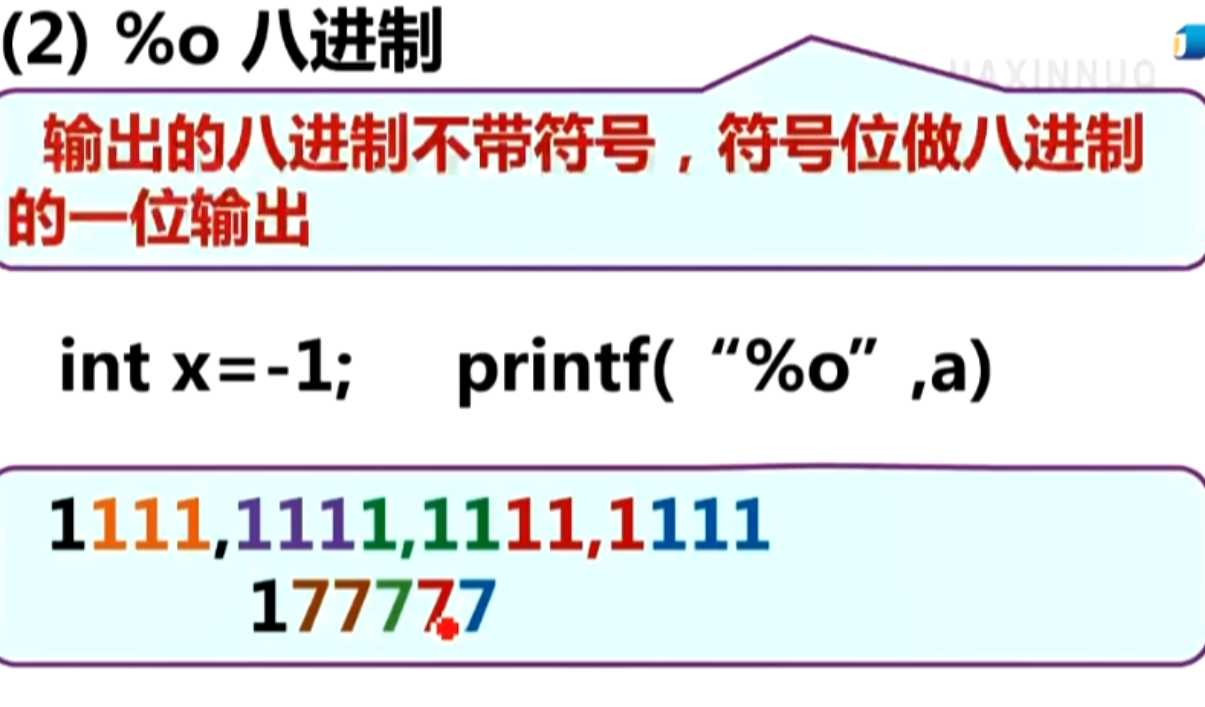 (2) %o 八进制
UAXINNUO
输出的八进制不带符号，符号位做八进制
的一位输出
int x=-1; printf( “%o” ,a)
1111,1111,1111,1111
177777